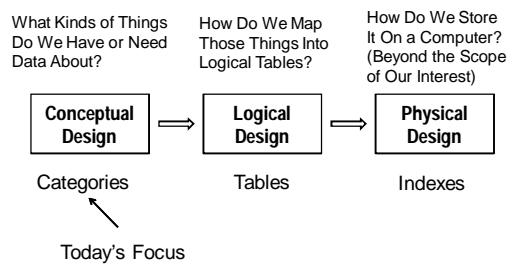 What Kinds of Things
Do We Have or Need
Data About?
How Do We Map
Those Things Into
Logical Tables?
How Do We Store
It On a Computer?
(Beyond the Scope
of Our Interest)
Conceptual
Design
Logical
Design
Physical
Design
Categories
Tables
Indexes
Today's Focus